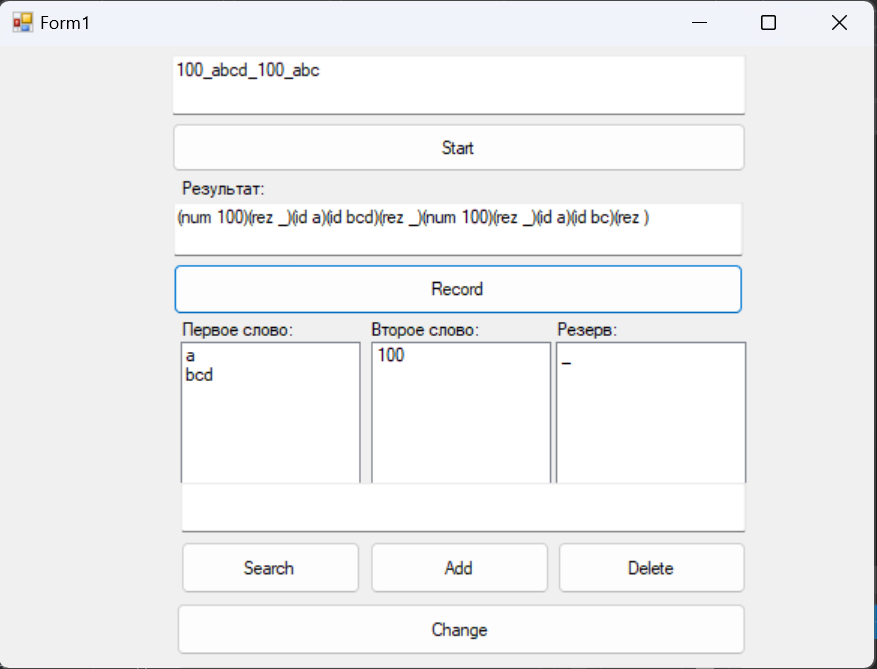 Form1
100_abcd_100_abc
Start
Результат:
(num 100)(rez _)(id a)(id bcd)(rez _)(num 100)(rez _)(id a)(id bc)(rez )
Record
Первое слово: Второе слово: Резерв:
a 100 _
bcd
Search Add Delete
Change